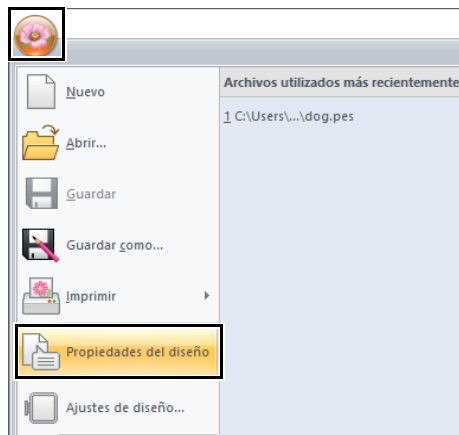 Nuevo
Archivos utilizados más recientemente
1 C:\Users\...\dog.pes
Abrir...
Guardar
Guardar como...
Imprimir
Propiedades del diseño
Ajustes de diseño...